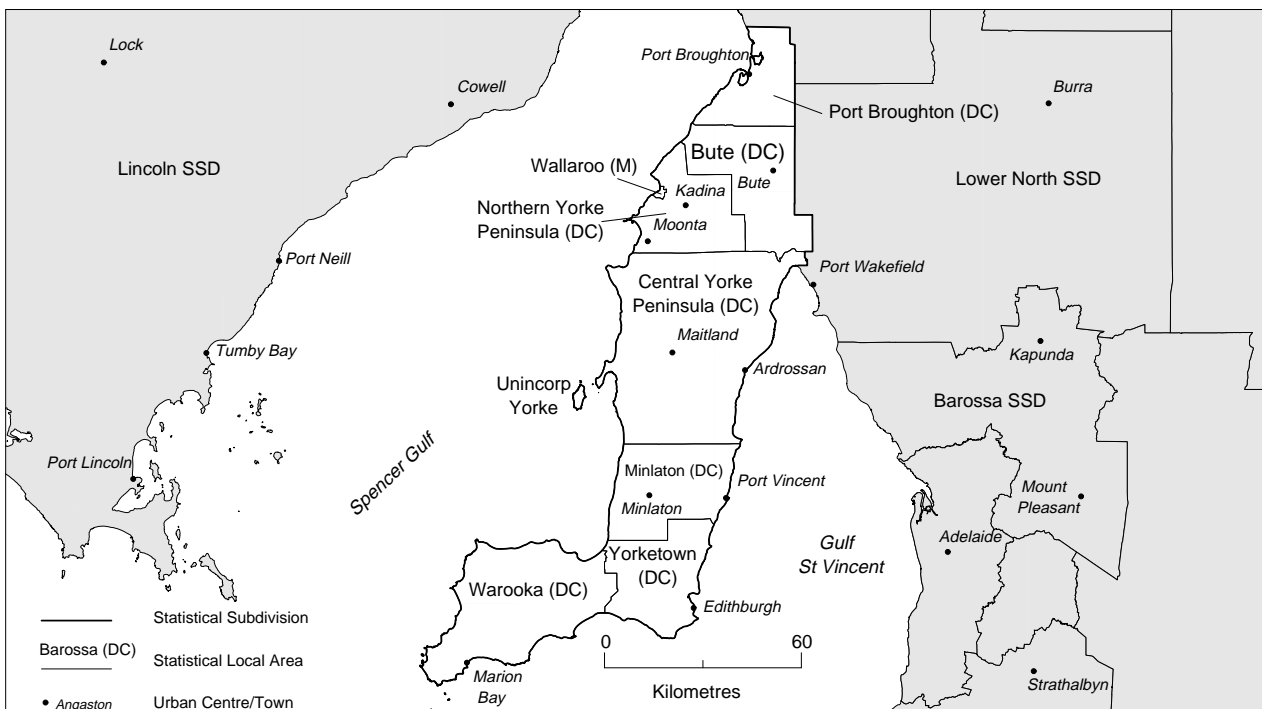 Lock
Cowell
Port Broughton
Burra
Port Broughton (DC)
Lincoln SSD
Bute (DC)
Wallaroo (M)
Kadina
Bute
Lower North SSD
Northern Yorke
Peninsula (DC)
Moonta
Port Neill
Port Wakefield
Central Yorke
Peninsula (DC)
Maitland
Tumby Bay
Kapunda
Ardrossan
Unincorp
Yorke
Barossa SSD
Port Lincoln
Spencer Gulf
Minlaton (DC)
Port Vincent
Minlaton
Mount
Pleasant
Gulf
St Vincent
Adelaide
Yorketown
(DC)
Warooka (DC)
Edithburgh
Statistical Subdivision
0
60
Barossa (DC)
Statistical Local Area
Marion
Bay
Kilometres
Strathalbyn
Angaston
Urban Centre/Town